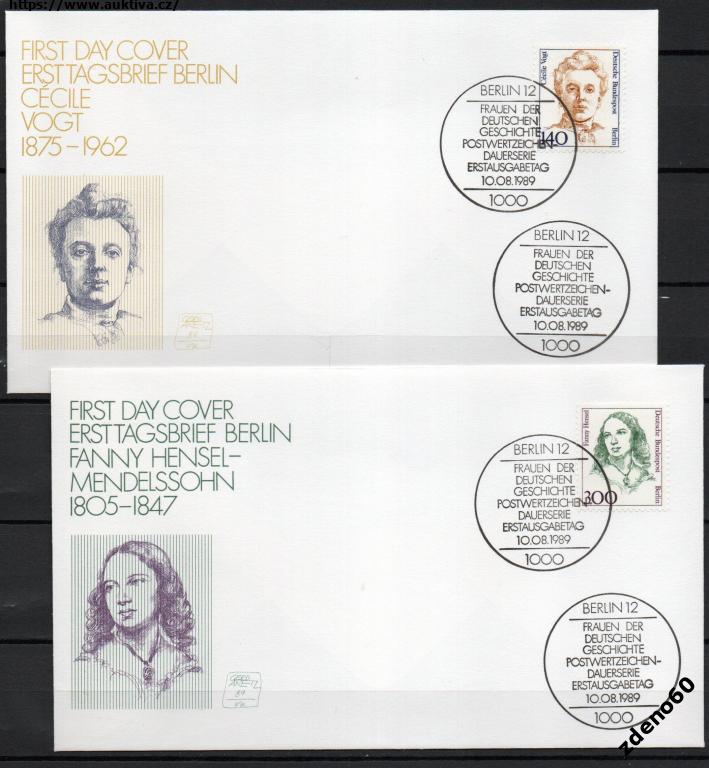 https://www.auktiva.cz/
FIRST DAY COVER
ERSTTAGSBRIEF BERLIN
CÉCILE
VOGT
1875–1962
Cécile Vogt
Deutsche Bundespost
Berlin
140
BERLIN 12
FRAUEN DER
DEUTSCHEN
GESCHICHTE
POSTWERTZEICHEN-
DAUERSERIE
ERSTAUSGABETAG
10.08.1989
1000
BERLIN 12
FRAUEN DER
DEUTSCHEN
GESCHICHTE
POSTWERTZEICHEN-
DAUERSERIE
ERSTAUSGABETAG
10.08.1989
1000
FIRST DAY COVER
ERSTTAGSBRIEF BERLIN
FANNY HENSEL–
MENDELSSOHN
1805–1847
Fanny Hensel
Deutsche Bundespost
Berlin
300
BERLIN 12
FRAUEN DER
DEUTSCHEN
GESCHICHTE
POSTWERTZEICHEN-
DAUERSERIE
ERSTAUSGABETAG
10.08.1989
1000
BERLIN 12
FRAUEN DER
DEUTSCHEN
GESCHICHTE
POSTWERTZEICHEN-
DAUERSERIE
ERSTAUSGABETAG
10.08.1989
1000
zdeno60